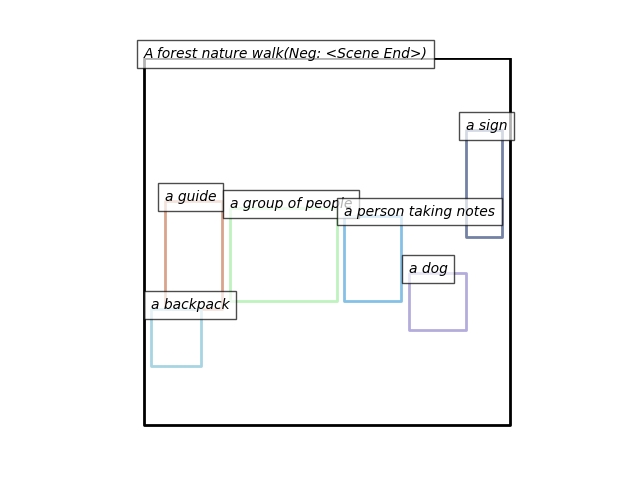 A forest nature walk(Neg: <Scene End>)
a sign
a guide
a group of people
a person taking notes
a dog
a backpack